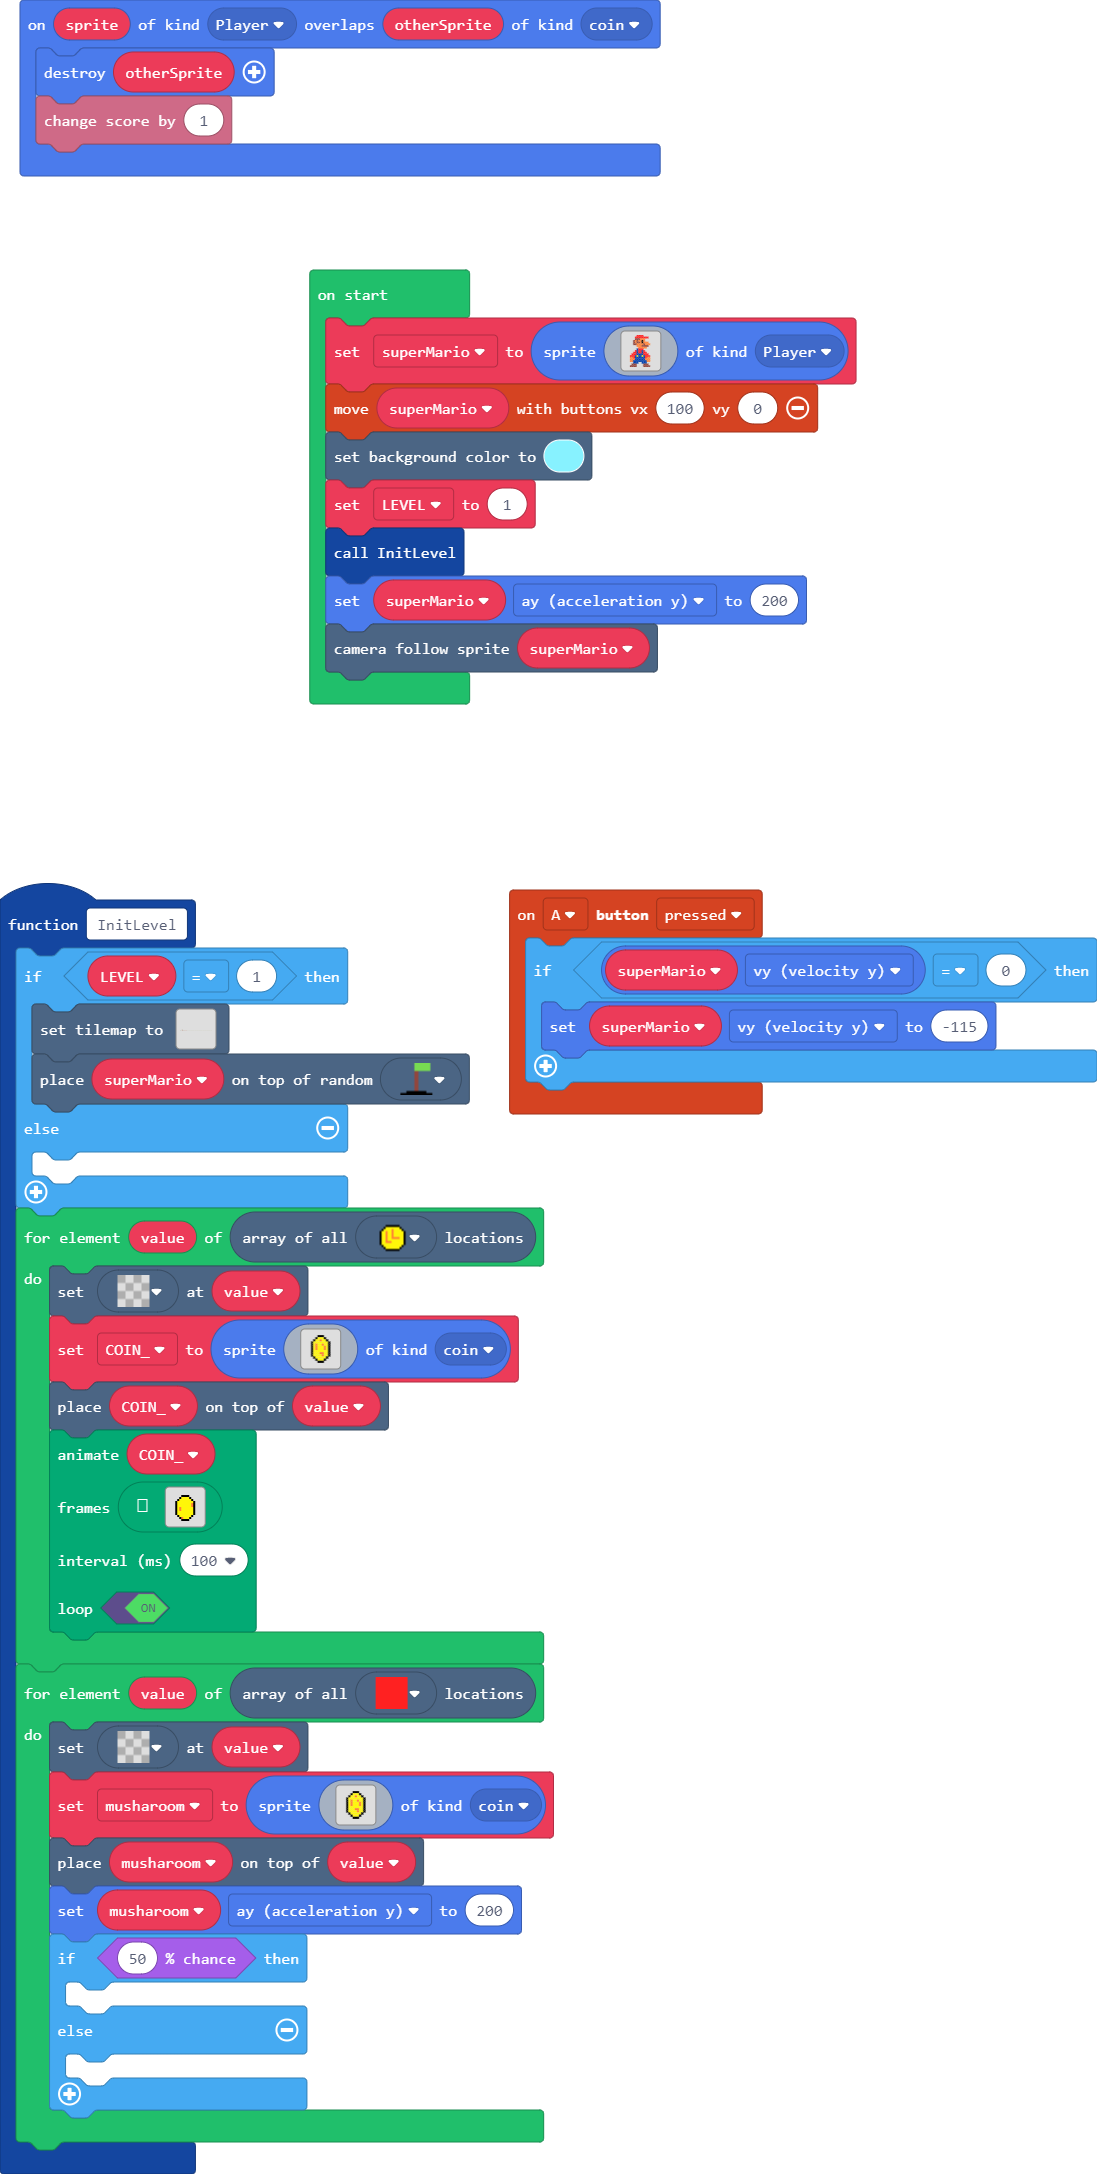 on sprite of kind Player overlaps otherSprite of kind coin
destroy otherSprite
change score by 1
on start
set superMario to sprite of kind Player
move superMario with buttons vx 100 vy 0
set background color to
set LEVEL to 1
call InitLevel
set superMario ay (acceleration y) to 200
camera follow sprite superMario
function InitLevel
if LEVEL = 1 then
set tilemap to
place superMario on top of random
else
for element value of array of all locations
do
set at value
set COIN_ to sprite of kind coin
place COIN_ on top of value
animate COIN_
frames
interval (ms) 100
loop ON
for element value of array of all locations
do
set at value
set musharoom to sprite of kind coin
place musharoom on top of value
set musharoom ay (acceleration y) to 200
if 50 % chance then
else
on A button pressed
if superMario vy (velocity y) = 0 then
set superMario vy (velocity y) to -115